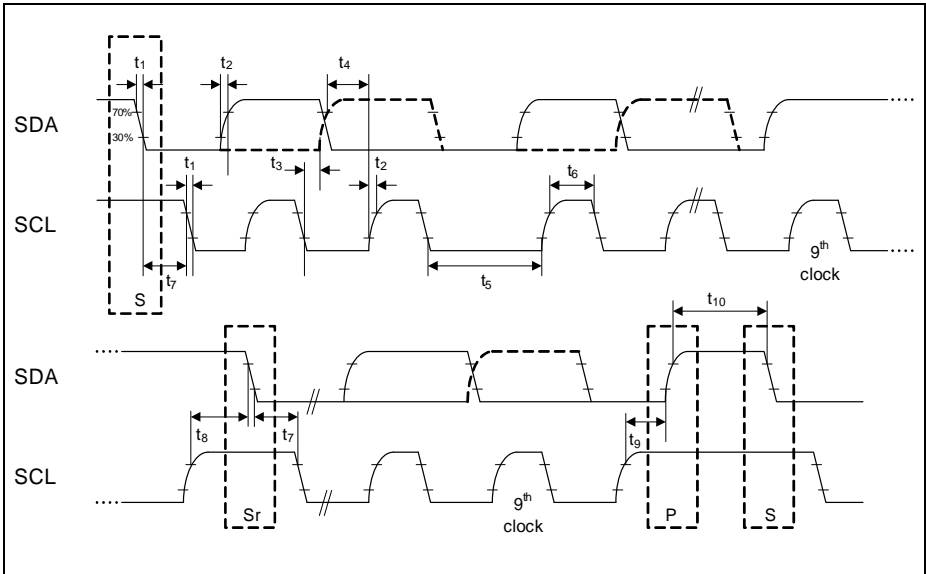 t1 t2 t4
70%
SDA
30%
t1 t3 t2 t6
SCL
t7 t5 9th
clock
S
t10
SDA
t8 t7 t9
SCL
Sr 9th P S
clock